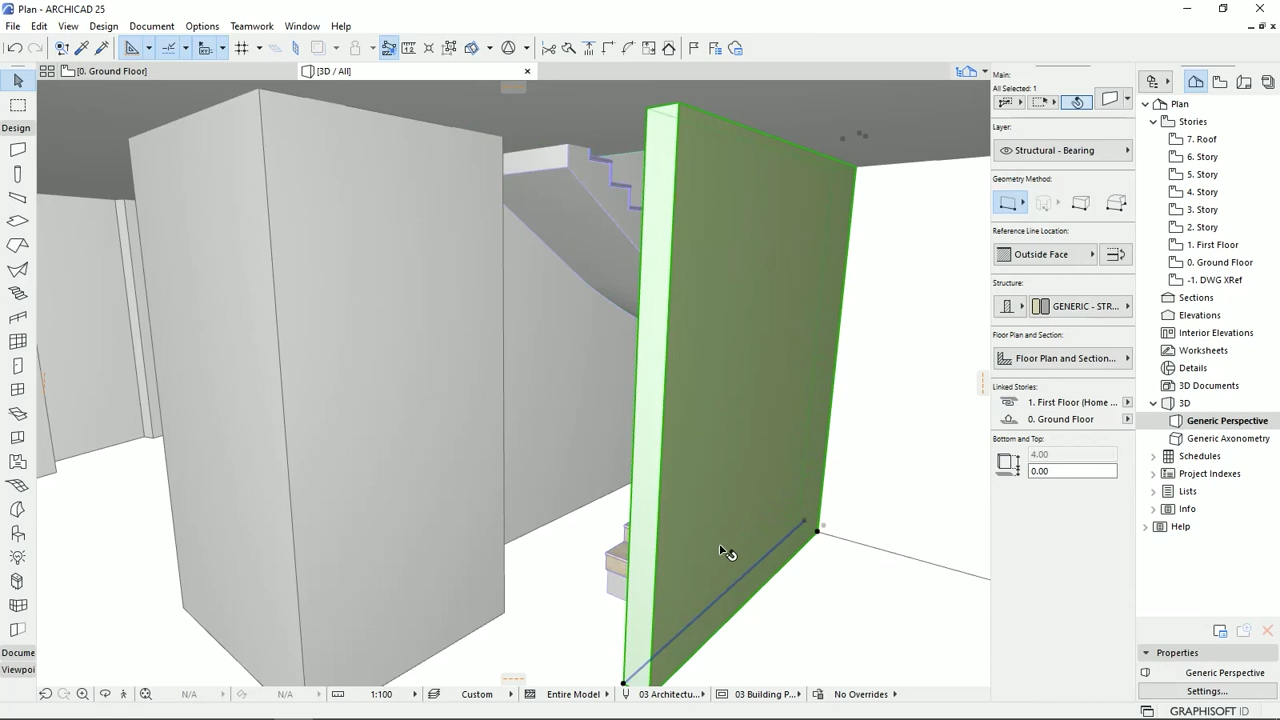 Plan - ARCHICAD 25
File Edit View Design Document Options Teamwork Window Help
[0. Ground Floor]
[3D / All]
Main:
All Selected: 1
Layer:
Structural - Bearing
Geometry Method:
Reference Line Location:
Outside Face
Structure:
GENERIC - STR...
Floor Plan and Section:
Floor Plan and Section...
Linked Stories:
1. First Floor (Home ...
0. Ground Floor
Bottom and Top:
4.00
0.00
Design
Docume
Viewpoi
Plan
Stories
7. Roof
6. Story
5. Story
4. Story
3. Story
2. Story
1. First Floor
0. Ground Floor
-1. DWG XRef
Sections
Elevations
Interior Elevations
Worksheets
Details
3D Documents
3D
Generic Perspective
Generic Axonometry
Schedules
Project Indexes
Lists
Info
Help
Properties
Generic Perspective
Settings...
N/A N/A 1:100 Custom Entire Model 03 Architectu... 03 Building P... No Overrides
GRAPHISOFT ID